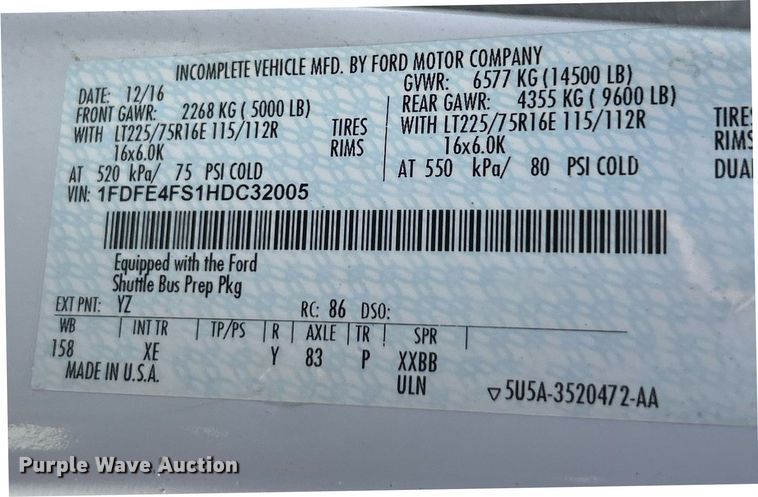 INCOMPLETE VEHICLE MFD. BY FORD MOTOR COMPANY
DATE: 12/16 GVWR: 6577 KG (14500 LB)
FRONT GAWR: 2268 KG ( 5000 LB) REAR GAWR: 4355 KG ( 9600 LB)
WITH LT225/75R16E 115/112R TIRES WITH LT225/75R16E 115/112R TIRES
16x6.0K RIMS 16x6.0K RIMS
AT 520 kPa/ 75 PSI COLD AT 550 kPa/ 80 PSI COLD DUAL
VIN: 1FDFE4FS1HDC32005
Equipped with the Ford
Shuttle Bus Prep Pkg
EXT PNT: YZ RC: 86 DSO:
WB | INT TR | TP/PS | R | AXLE | TR | SPR
158 XE Y 83 P XXBB
MADE IN U.S.A. ULN ▽5U5A-3520472-AA
Purple Wave Auction